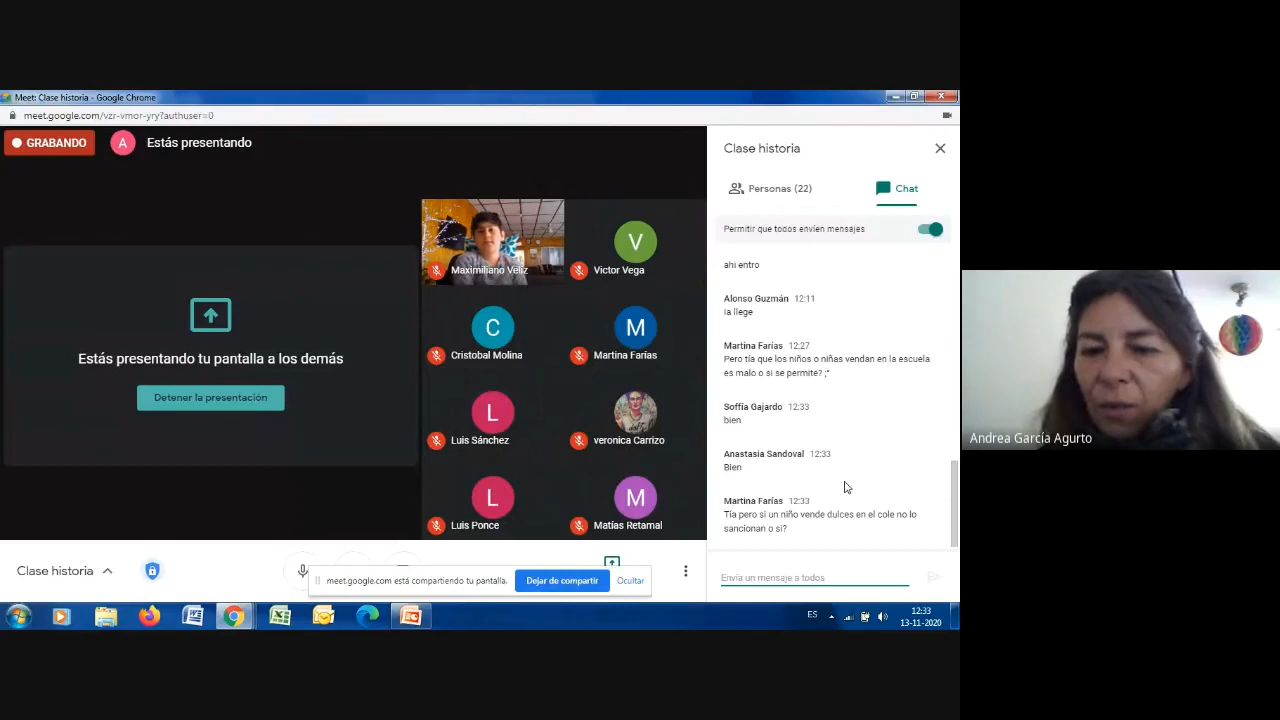 Meet: Clase historia - Google Chrome
meet.google.com/vzr-vmor-yry?authuser=0
GRABANDO
A
Estás presentando
Estás presentando tu pantalla a los demás
Detener la presentación
Maximiliano Veliz
V
Victor Vega
C
Cristobal Molina
M
Martina Farías
L
Luis Sánchez
veronica Carrizo
L
Luis Ponce
M
Matías Retamal
Clase historia
Personas (22)
Chat
Permitir que todos envíen mensajes
ahi entro
Alonso Guzmán 12:11
ia llege
Martina Farías 12:27
Pero tía que los niños o niñas vendan en la escuela
es malo o si se permite? ;*
Soffía Gajardo 12:33
bien
Anastasia Sandoval 12:33
Bien
Martina Farías 12:33
Tía pero si un niño vende dulces en el cole no lo
sancionan o si?
Envía un mensaje a todos
Andrea García Agurto
Clase historia
meet.google.com está compartiendo tu pantalla.
Dejar de compartir
Ocultar
ES
12:33
13-11-2020